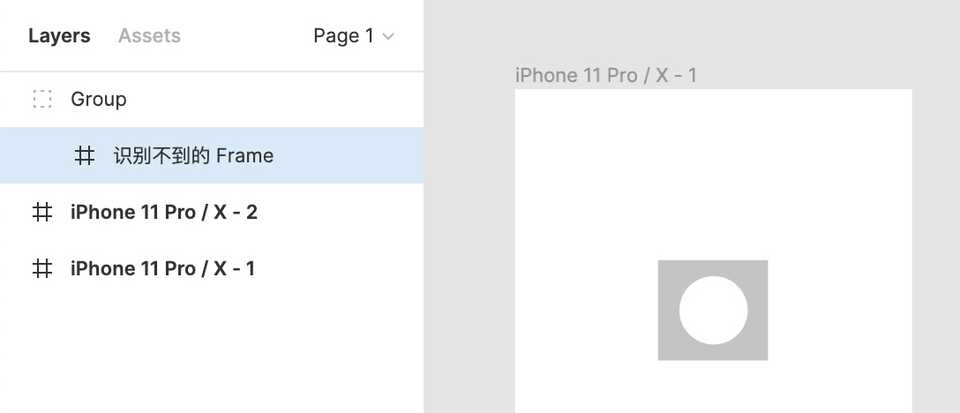 Layers Assets Page 1
Group
识别不到的 Frame
iPhone 11 Pro / X - 2
iPhone 11 Pro / X - 1
iPhone 11 Pro / X - 1